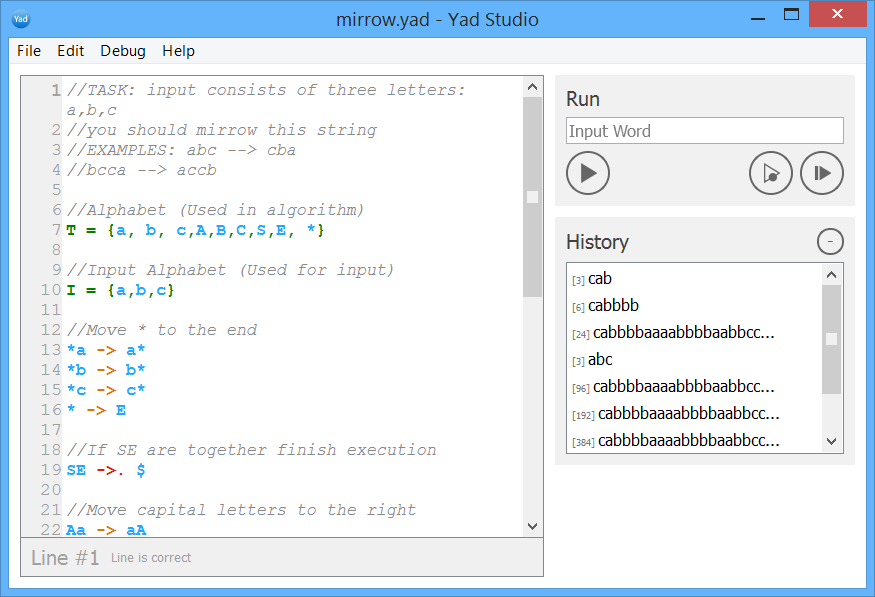 Yad
mirrow.yad - Yad Studio
File Edit Debug Help
1 //TASK: input consists of three letters:
a,b,c
2 //you should mirrow this string
3 //EXAMPLES: abc --> cba
4 //bcca --> accb
5
6 //Alphabet (Used in algorithm)
7 T = {a, b, c,A,B,C,S,E, *}
8
9 //Input Alphabet (Used for input)
10 I = {a,b,c}
11
12 //Move * to the end
13 *a -> a*
14 *b -> b*
15 *c -> c*
16 * -> E
17
18 //If SE are together finish execution
19 SE ->. $
20
21 //Move capital letters to the right
22 Aa -> aA
Line #1 Line is correct
Run
Input Word
History
-
[3] cab
[6] cabbbb
[24] cabbbbaaaabbbbaabbcc...
[3] abc
[96] cabbbbaaaabbbbaabbcc...
[192] cabbbbaaaabbbbaabbcc...
[384] cabbbbaaaabbbbaabbcc...